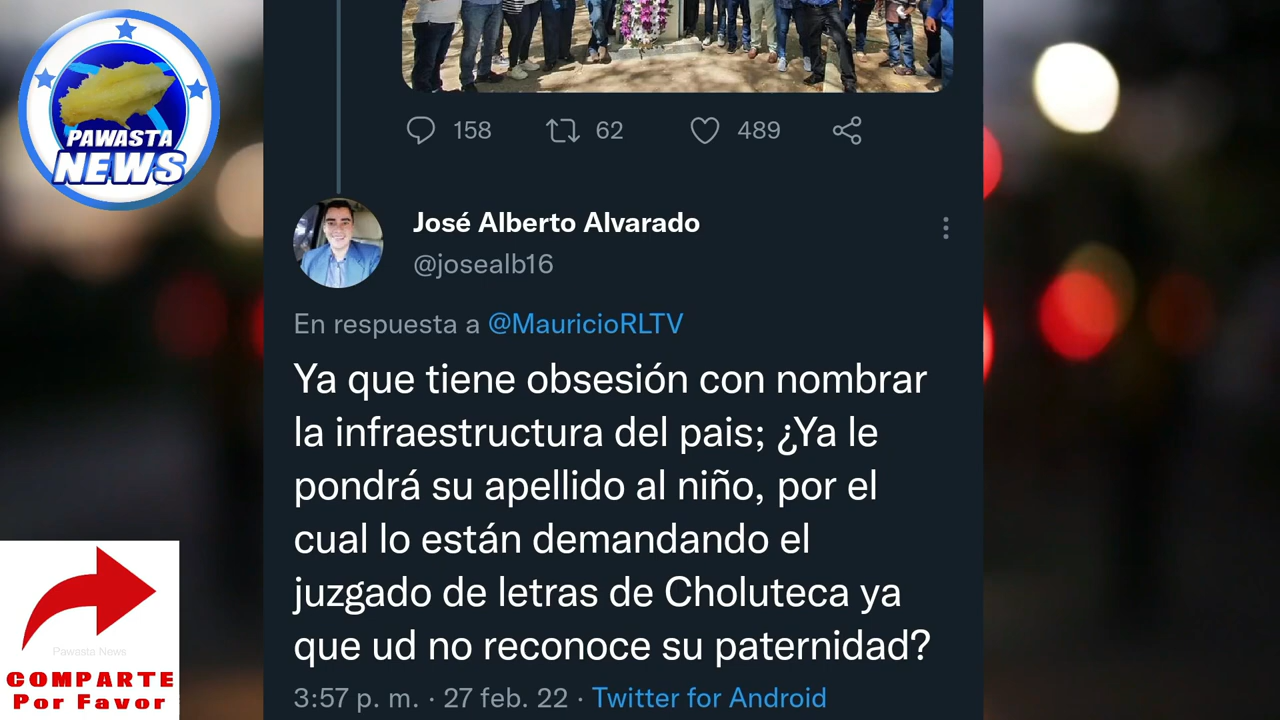 PAWASTA
NEWS
158 62 489
José Alberto Alvarado
@josealb16
En respuesta a @MauricioRLTV
Ya que tiene obsesión con nombrar
la infraestructura del pais; ¿Ya le
pondrá su apellido al niño, por el
cual lo están demandando el
juzgado de letras de Choluteca ya
que ud no reconoce su paternidad?
3:57 p. m. · 27 feb. 22 · Twitter for Android
Pawasta News
COMPARTE
Por Favor